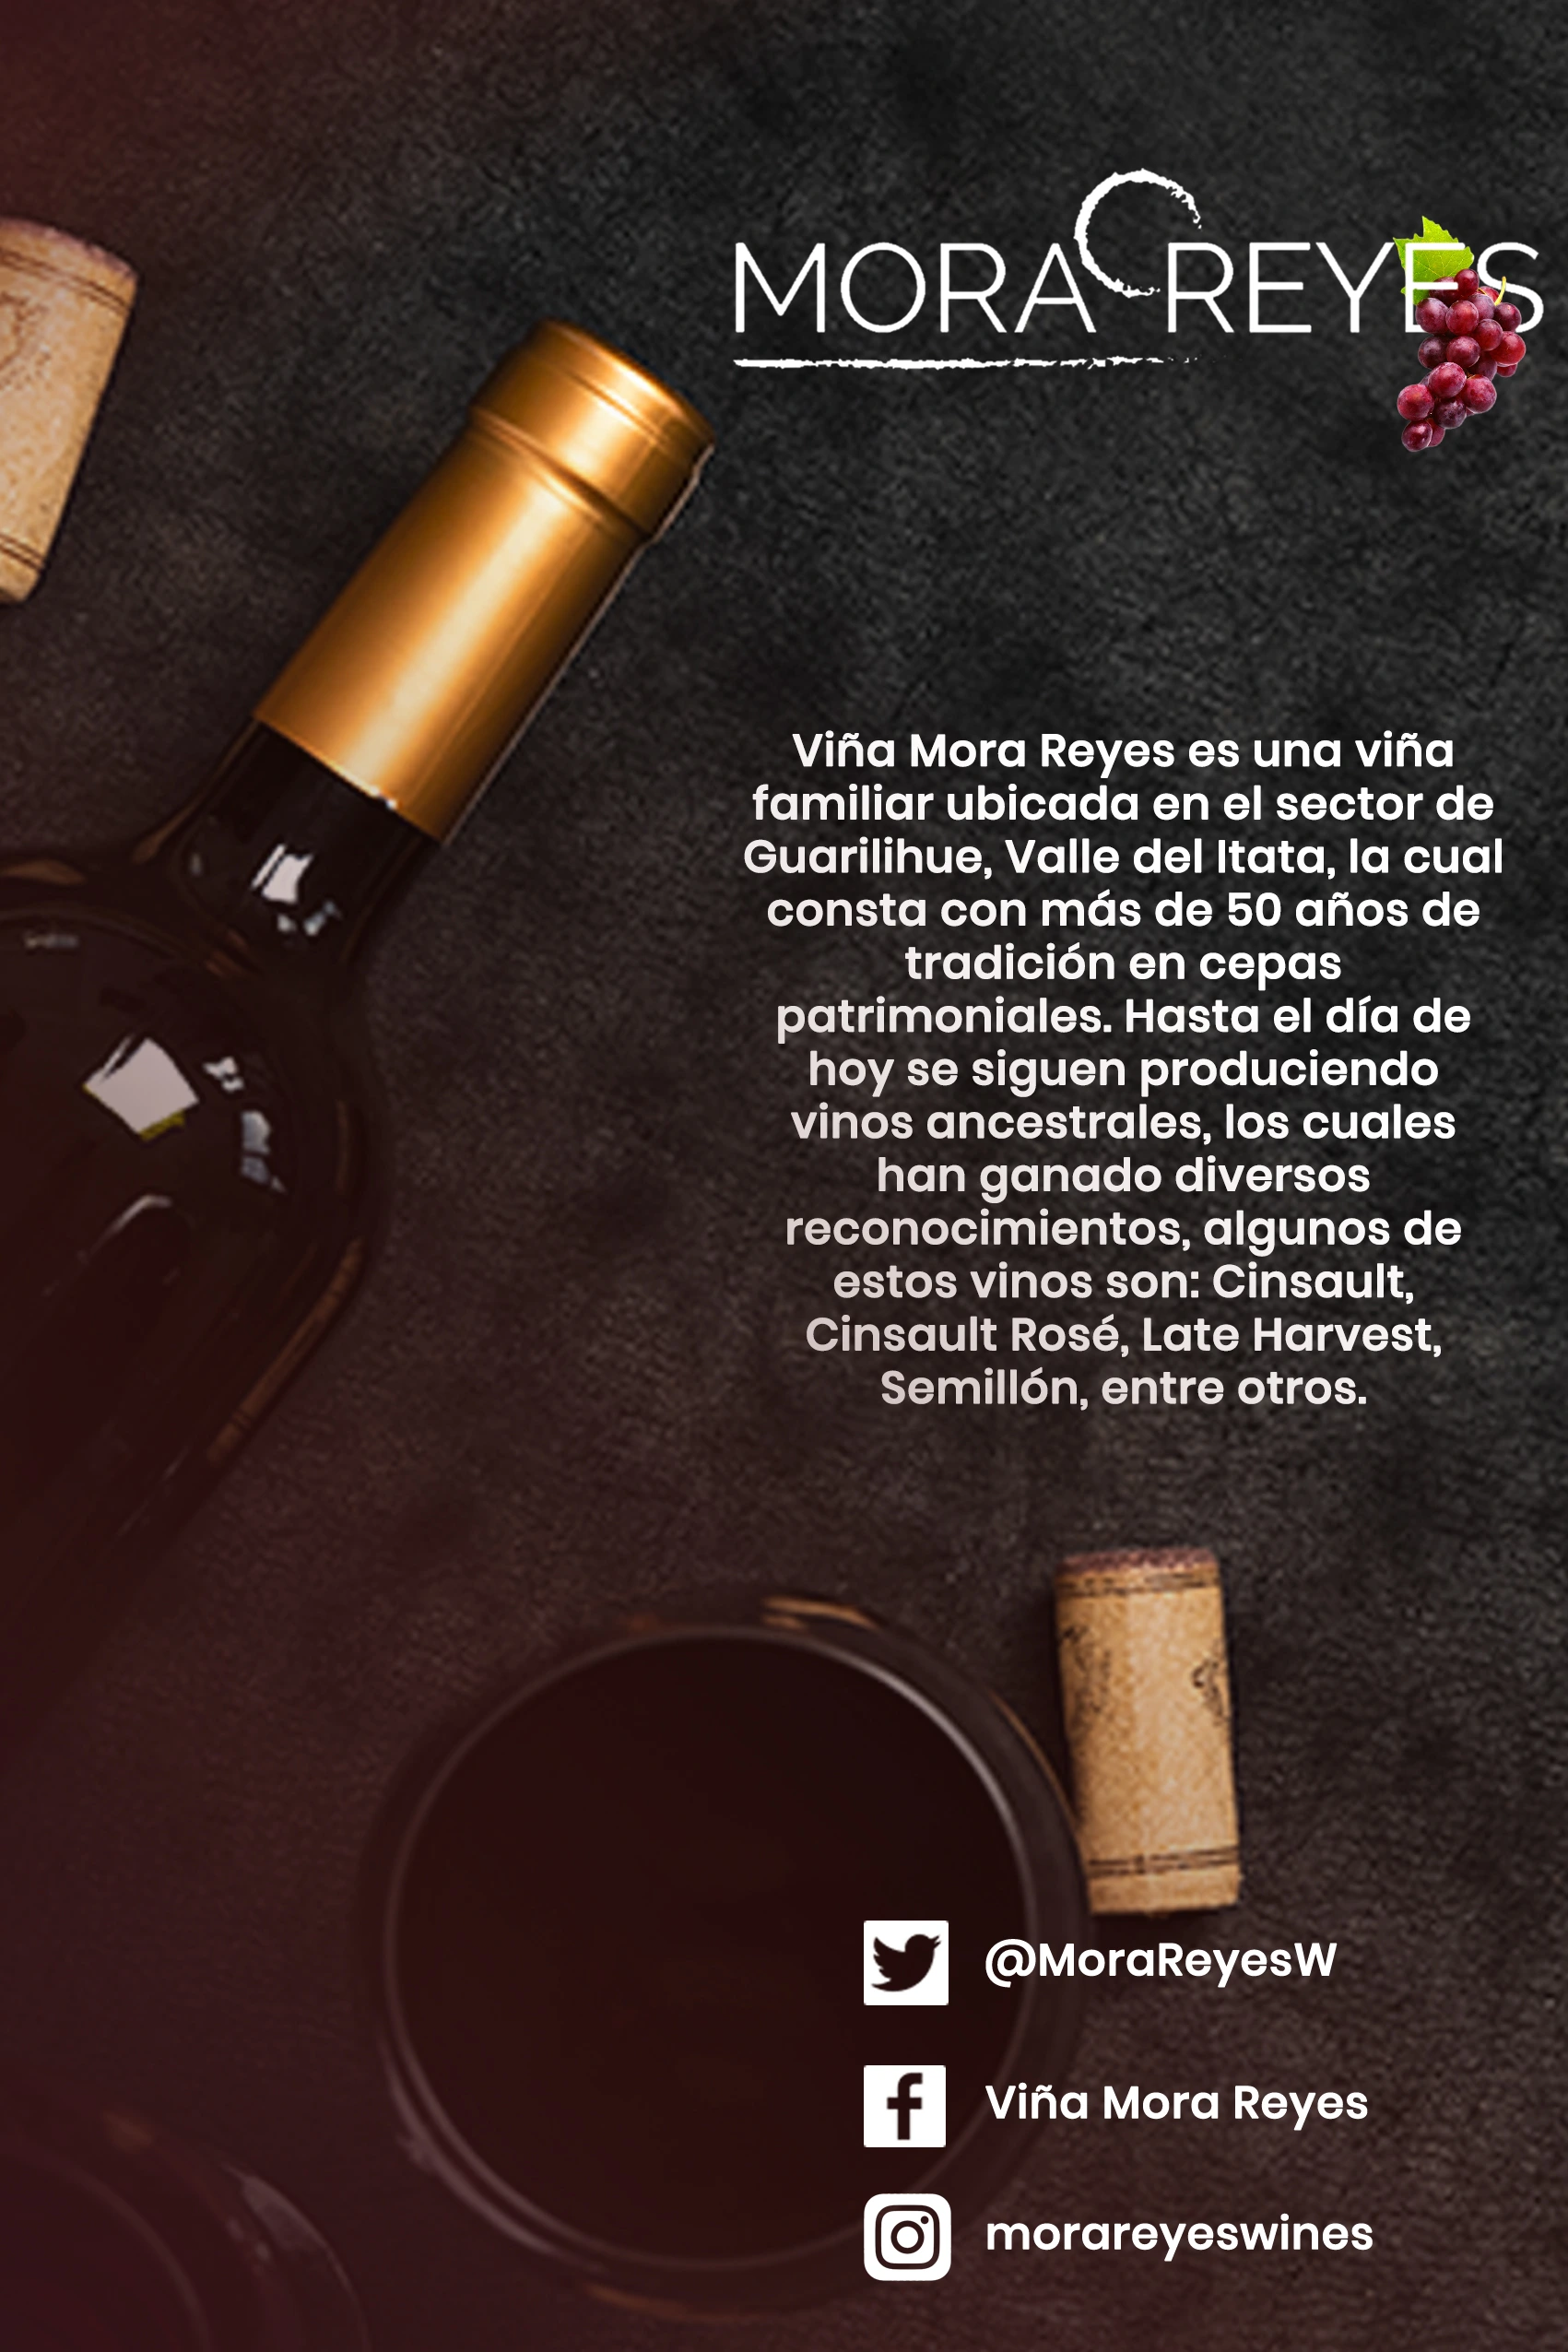 MORA REYES
Viña Mora Reyes es una viña
familiar ubicada en el sector de
Guarilihue, Valle del Itata, la cual
consta con más de 50 años de
tradición en cepas
patrimoniales. Hasta el día de
hoy se siguen produciendo
vinos ancestrales, los cuales
han ganado diversos
reconocimientos, algunos de
estos vinos son: Cinsault,
Cinsault Rosé, Late Harvest,
Semillón, entre otros.
@MoraReyesW
Viña Mora Reyes
morareyeswines